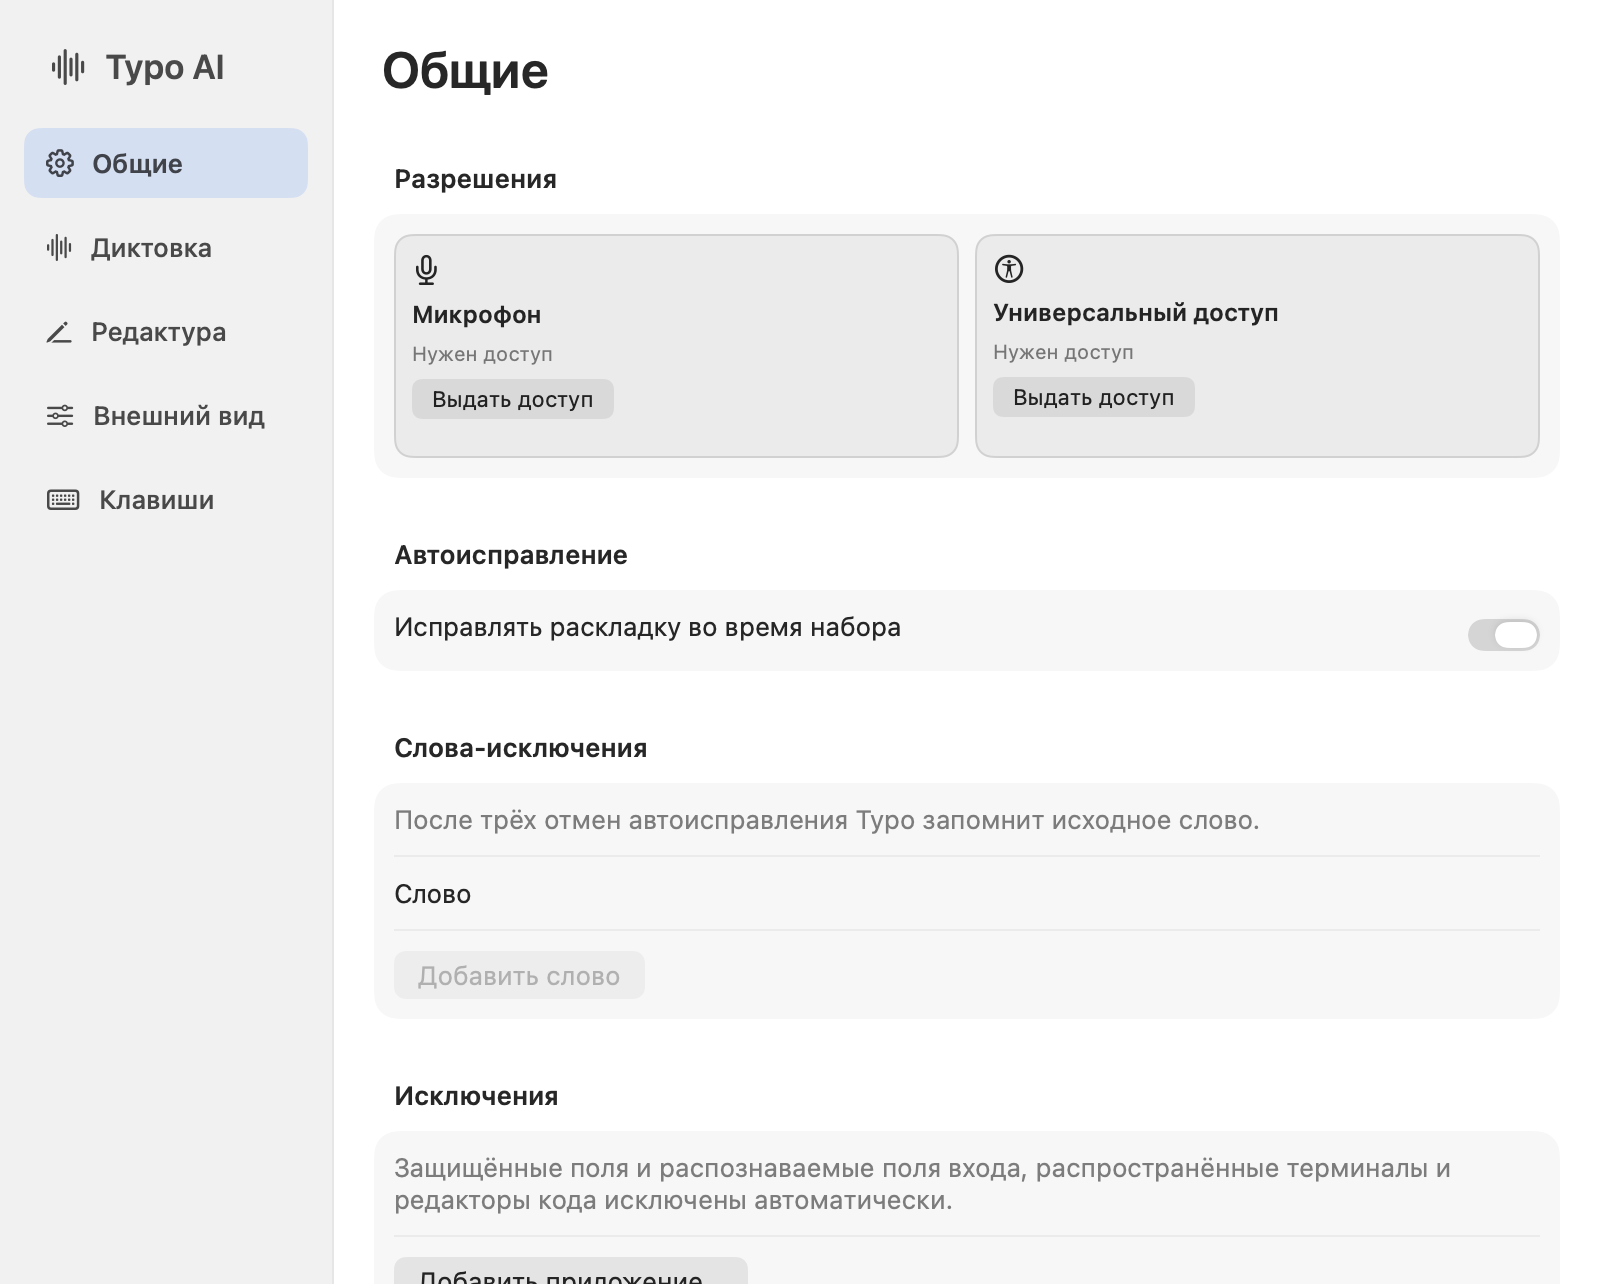 Typo AI
Общие
Диктовка
Редактура
Внешний вид
Клавиши
Общие
Разрешения
Микрофон
Нужен доступ
Выдать доступ
Универсальный доступ
Нужен доступ
Выдать доступ
Автоисправление
Исправлять раскладку во время набора
Слова-исключения
После трёх отмен автоисправления Typo запомнит исходное слово.
Слово
Добавить слово
Исключения
Защищённые поля и распознаваемые поля входа, распространённые терминалы и
редакторы кода исключены автоматически.
Добавить приложение...